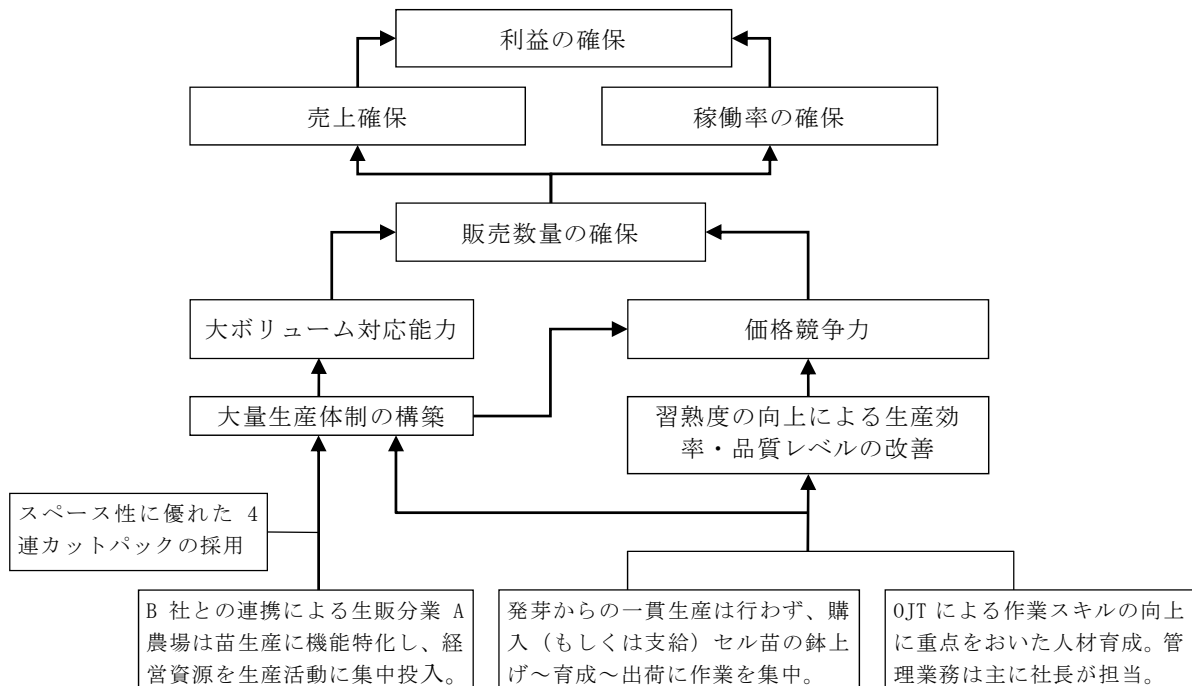 利益の確保
売上確保
稼働率の確保
販売数量の確保
大ボリューム対応能力
価格競争力
大量生産体制の構築
習熟度の向上による生産効
率・品質レベルの改善
スペース性に優れた 4
連カットパックの採用
B 社との連携による生販分業 A
農場は苗生産に機能特化し、経
営資源を生産活動に集中投入。
発芽からの一貫生産は行わず、購
入（もしくは支給）セル苗の鉢上
げ～育成～出荷に作業を集中。
OJT による作業スキルの向上
に重点をおいた人材育成。管
理業務は主に社長が担当。